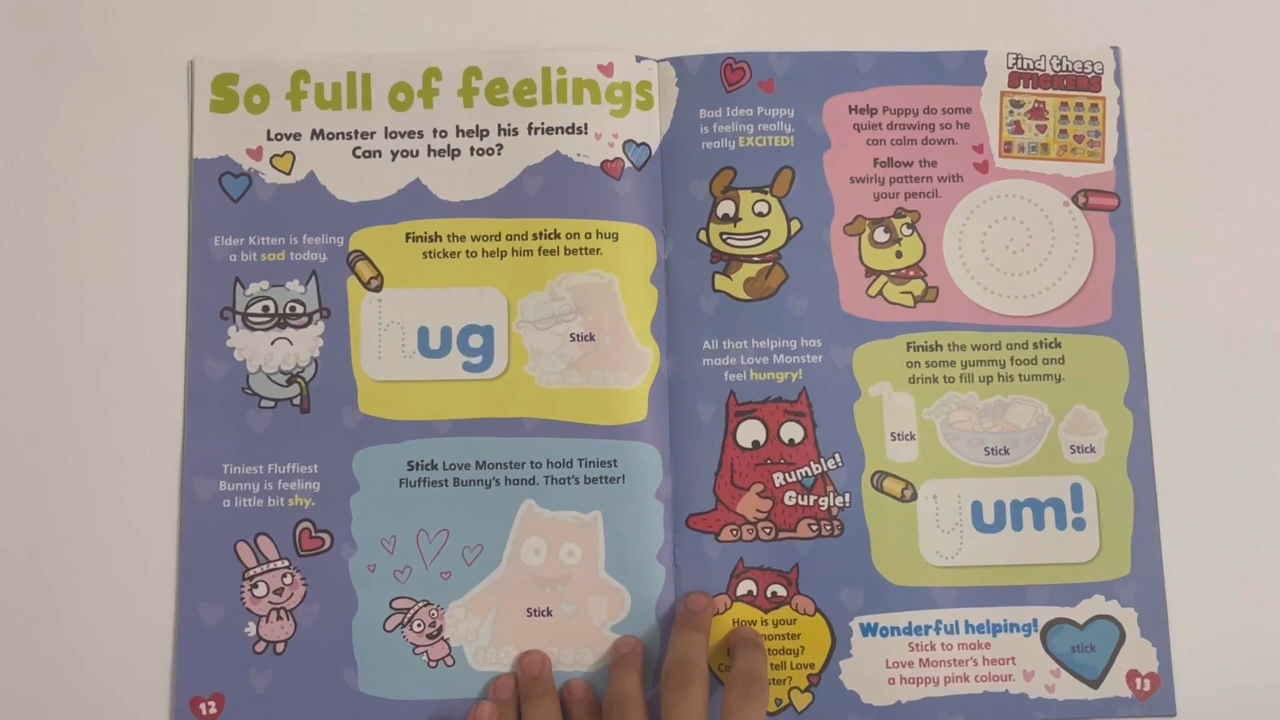 So full of feelings
Love Monster loves to help his friends!
Can you help too?
Elder Kitten is feeling
a bit sad today.
Finish the word and stick on a hug
sticker to help him feel better.
hug
Stick
Tiniest Fluffiest
Bunny is feeling
a little bit shy.
Stick Love Monster to hold Tiniest
Fluffiest Bunny's hand. That's better!
Stick
12
Bad Idea Puppy
is feeling really,
really EXCITED!
Help Puppy do some
quiet drawing so he
can calm down.
Follow the
swirly pattern with
your pencil.
Find these
STICKERS
All that helping has
made Love Monster
feel hungry!
Rumble!
Gurgle!
Finish the word and stick
on some yummy food and
drink to fill up his tummy.
Stick
Stick
Stick
yum!
How is your
monster
today?
tell Love
Wonderful helping!
Stick to make
Love Monster's heart
a happy pink colour.
stick
13